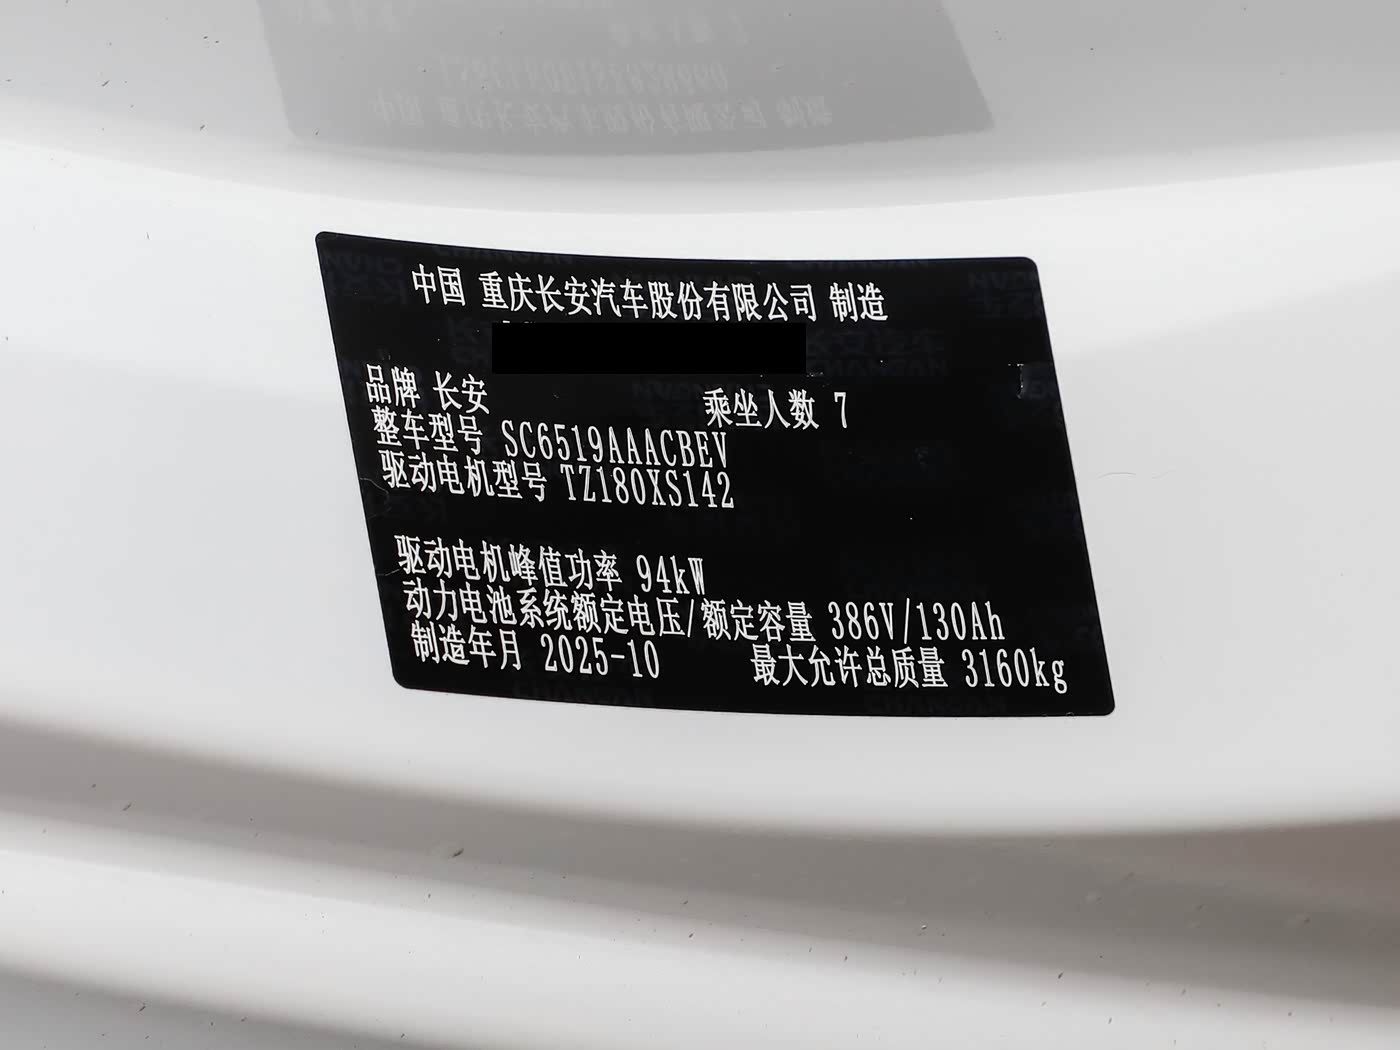 中国 重庆长安汽车股份有限公司 制造
品牌 长安 乘坐人数 7
整车型号 SC6519AAACBEV
驱动电机型号 TZ180XS142
驱动电机峰值功率 94kW
动力电池系统额定电压/额定容量 386V/130Ah
制造年月 2025-10 最大允许总质量 3160kg